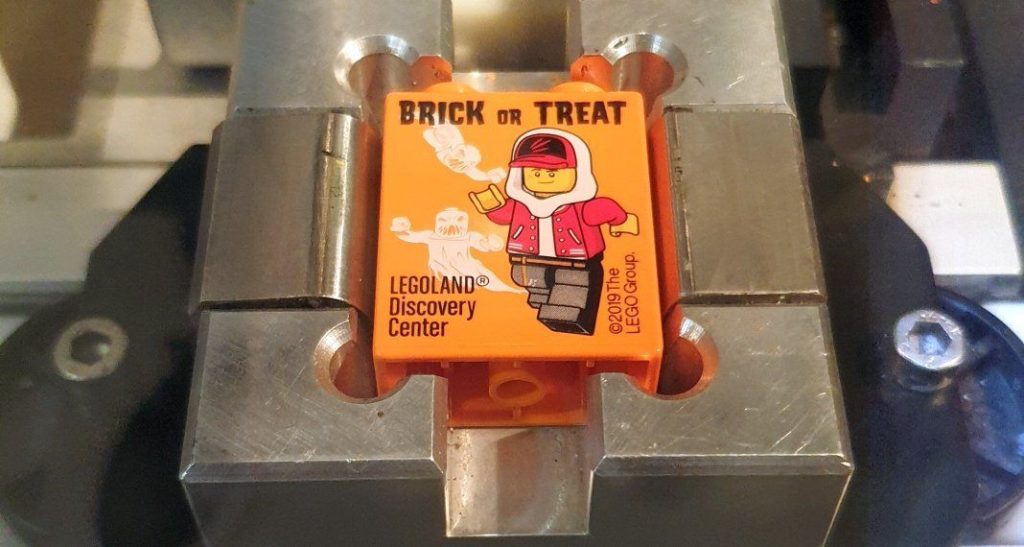 BRICK OR TREAT
LEGOLAND®
Discovery
Center
©2019 The
LEGO Group.